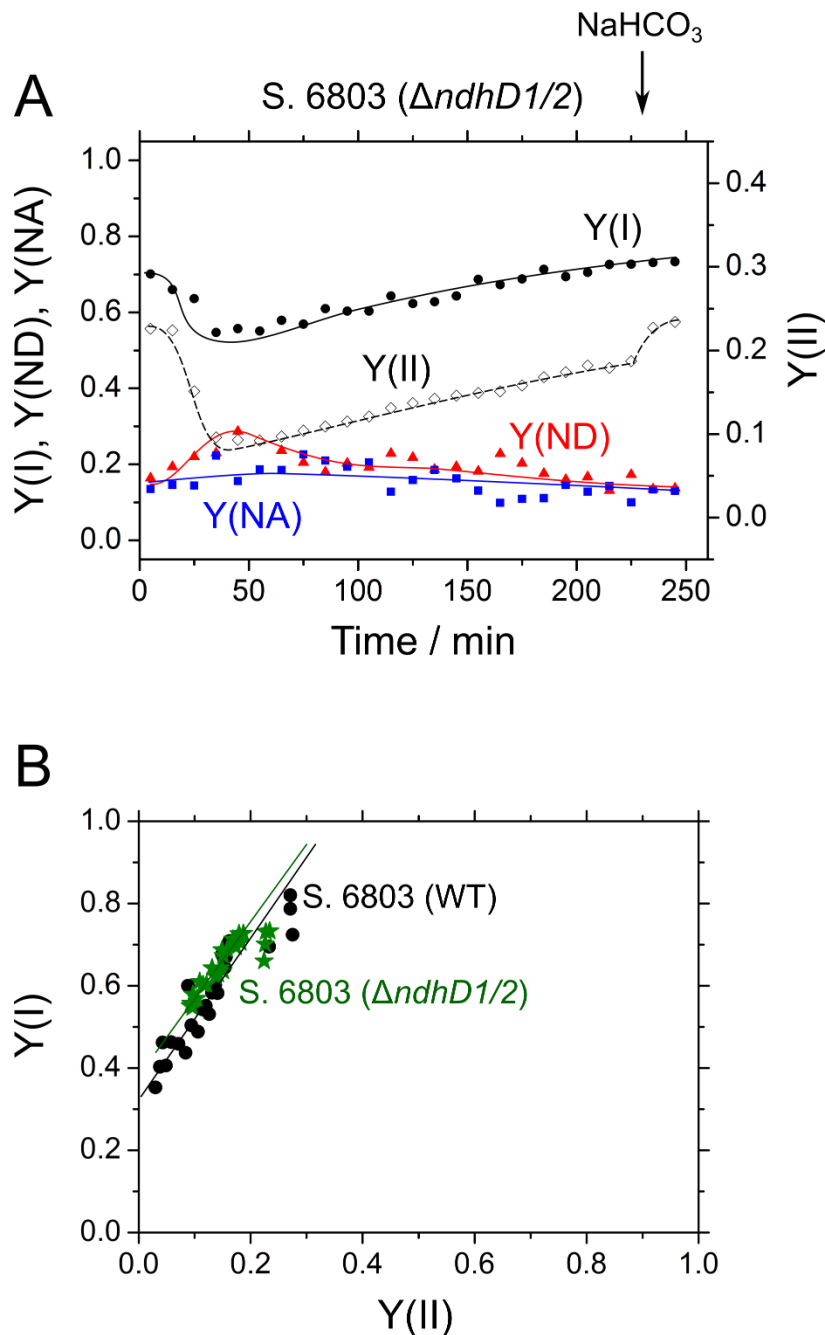 NaHCO₃
A
S. 6803 (ΔndhD1/2)
Y(I), Y(ND), Y(NA)
1.0
0.8
0.6
0.4
0.2
0.0
Y(I)
Y(II)
Y(ND)
Y(NA)
0.4
0.3
0.2
0.1
0.0
Y(II)
0 50 100 150 200 250
Time / min
B
Y(I)
1.0
0.8
0.6
0.4
0.2
0.0
S. 6803 (WT)
S. 6803 (ΔndhD1/2)
0.0 0.2 0.4 0.6 0.8 1.0
Y(II)